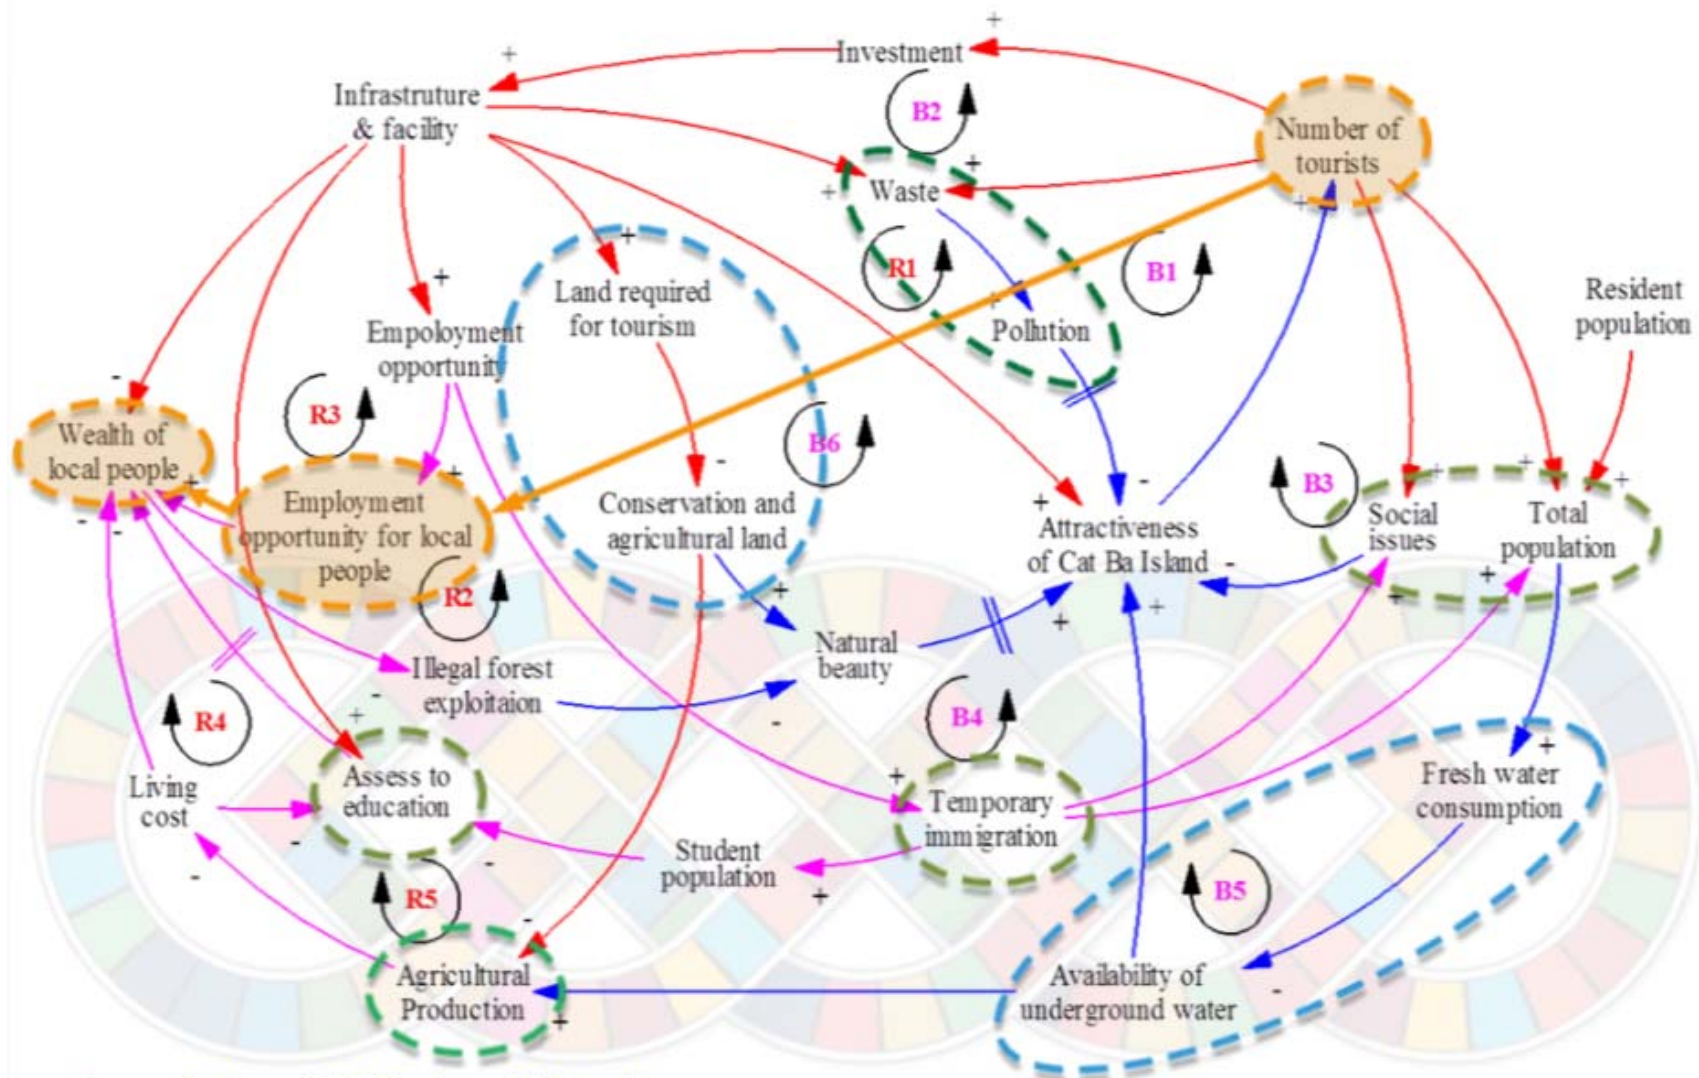 Investment
Infrastruture
& facility
B2
Number of
tourists
Waste
R1
B1
Land required
for tourism
Pollution
Resident
population
Empoloyment
opportunity
R3
Wealth of
local people
B6
Employment
opportunity for local
people
Conservation and
agricultural land
Attractiveness
of Cat Ba Island
B3
Social
issues
Total
population
R2
Natural
beauty
Illegal forest
exploitaion
R4
B4
Living
cost
Assess to
education
Temporary
immigration
Fresh water
consumption
Student
population
R5
B5
Agricultural
Production
Availability of
underground water